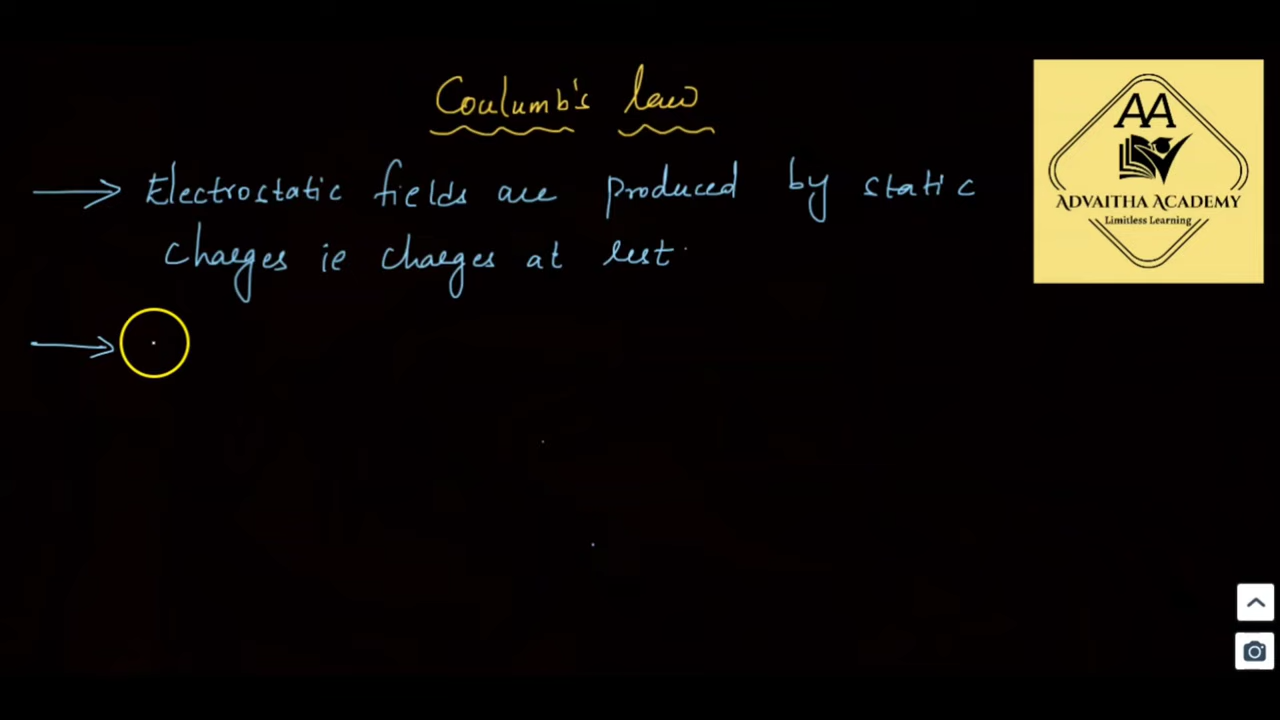 Coulumb's law
Electrostatic fields are produced by static
charges ie charges at rest.
AA
ADVAITHA ACADEMY
Limitless Learning